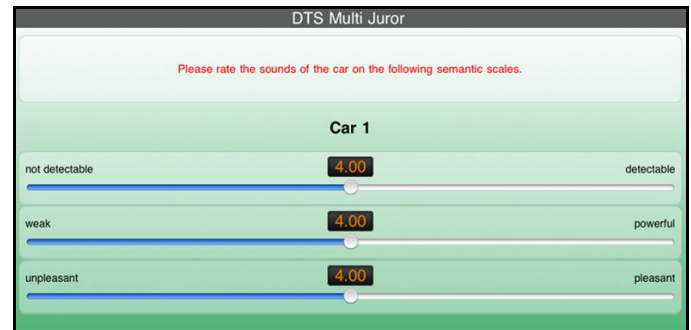 DTS Multi Juror
Please rate the sounds of the car on the following semantic scales.
Car 1
4.00
not detectable detectable
4.00
weak powerful
4.00
unpleasant pleasant